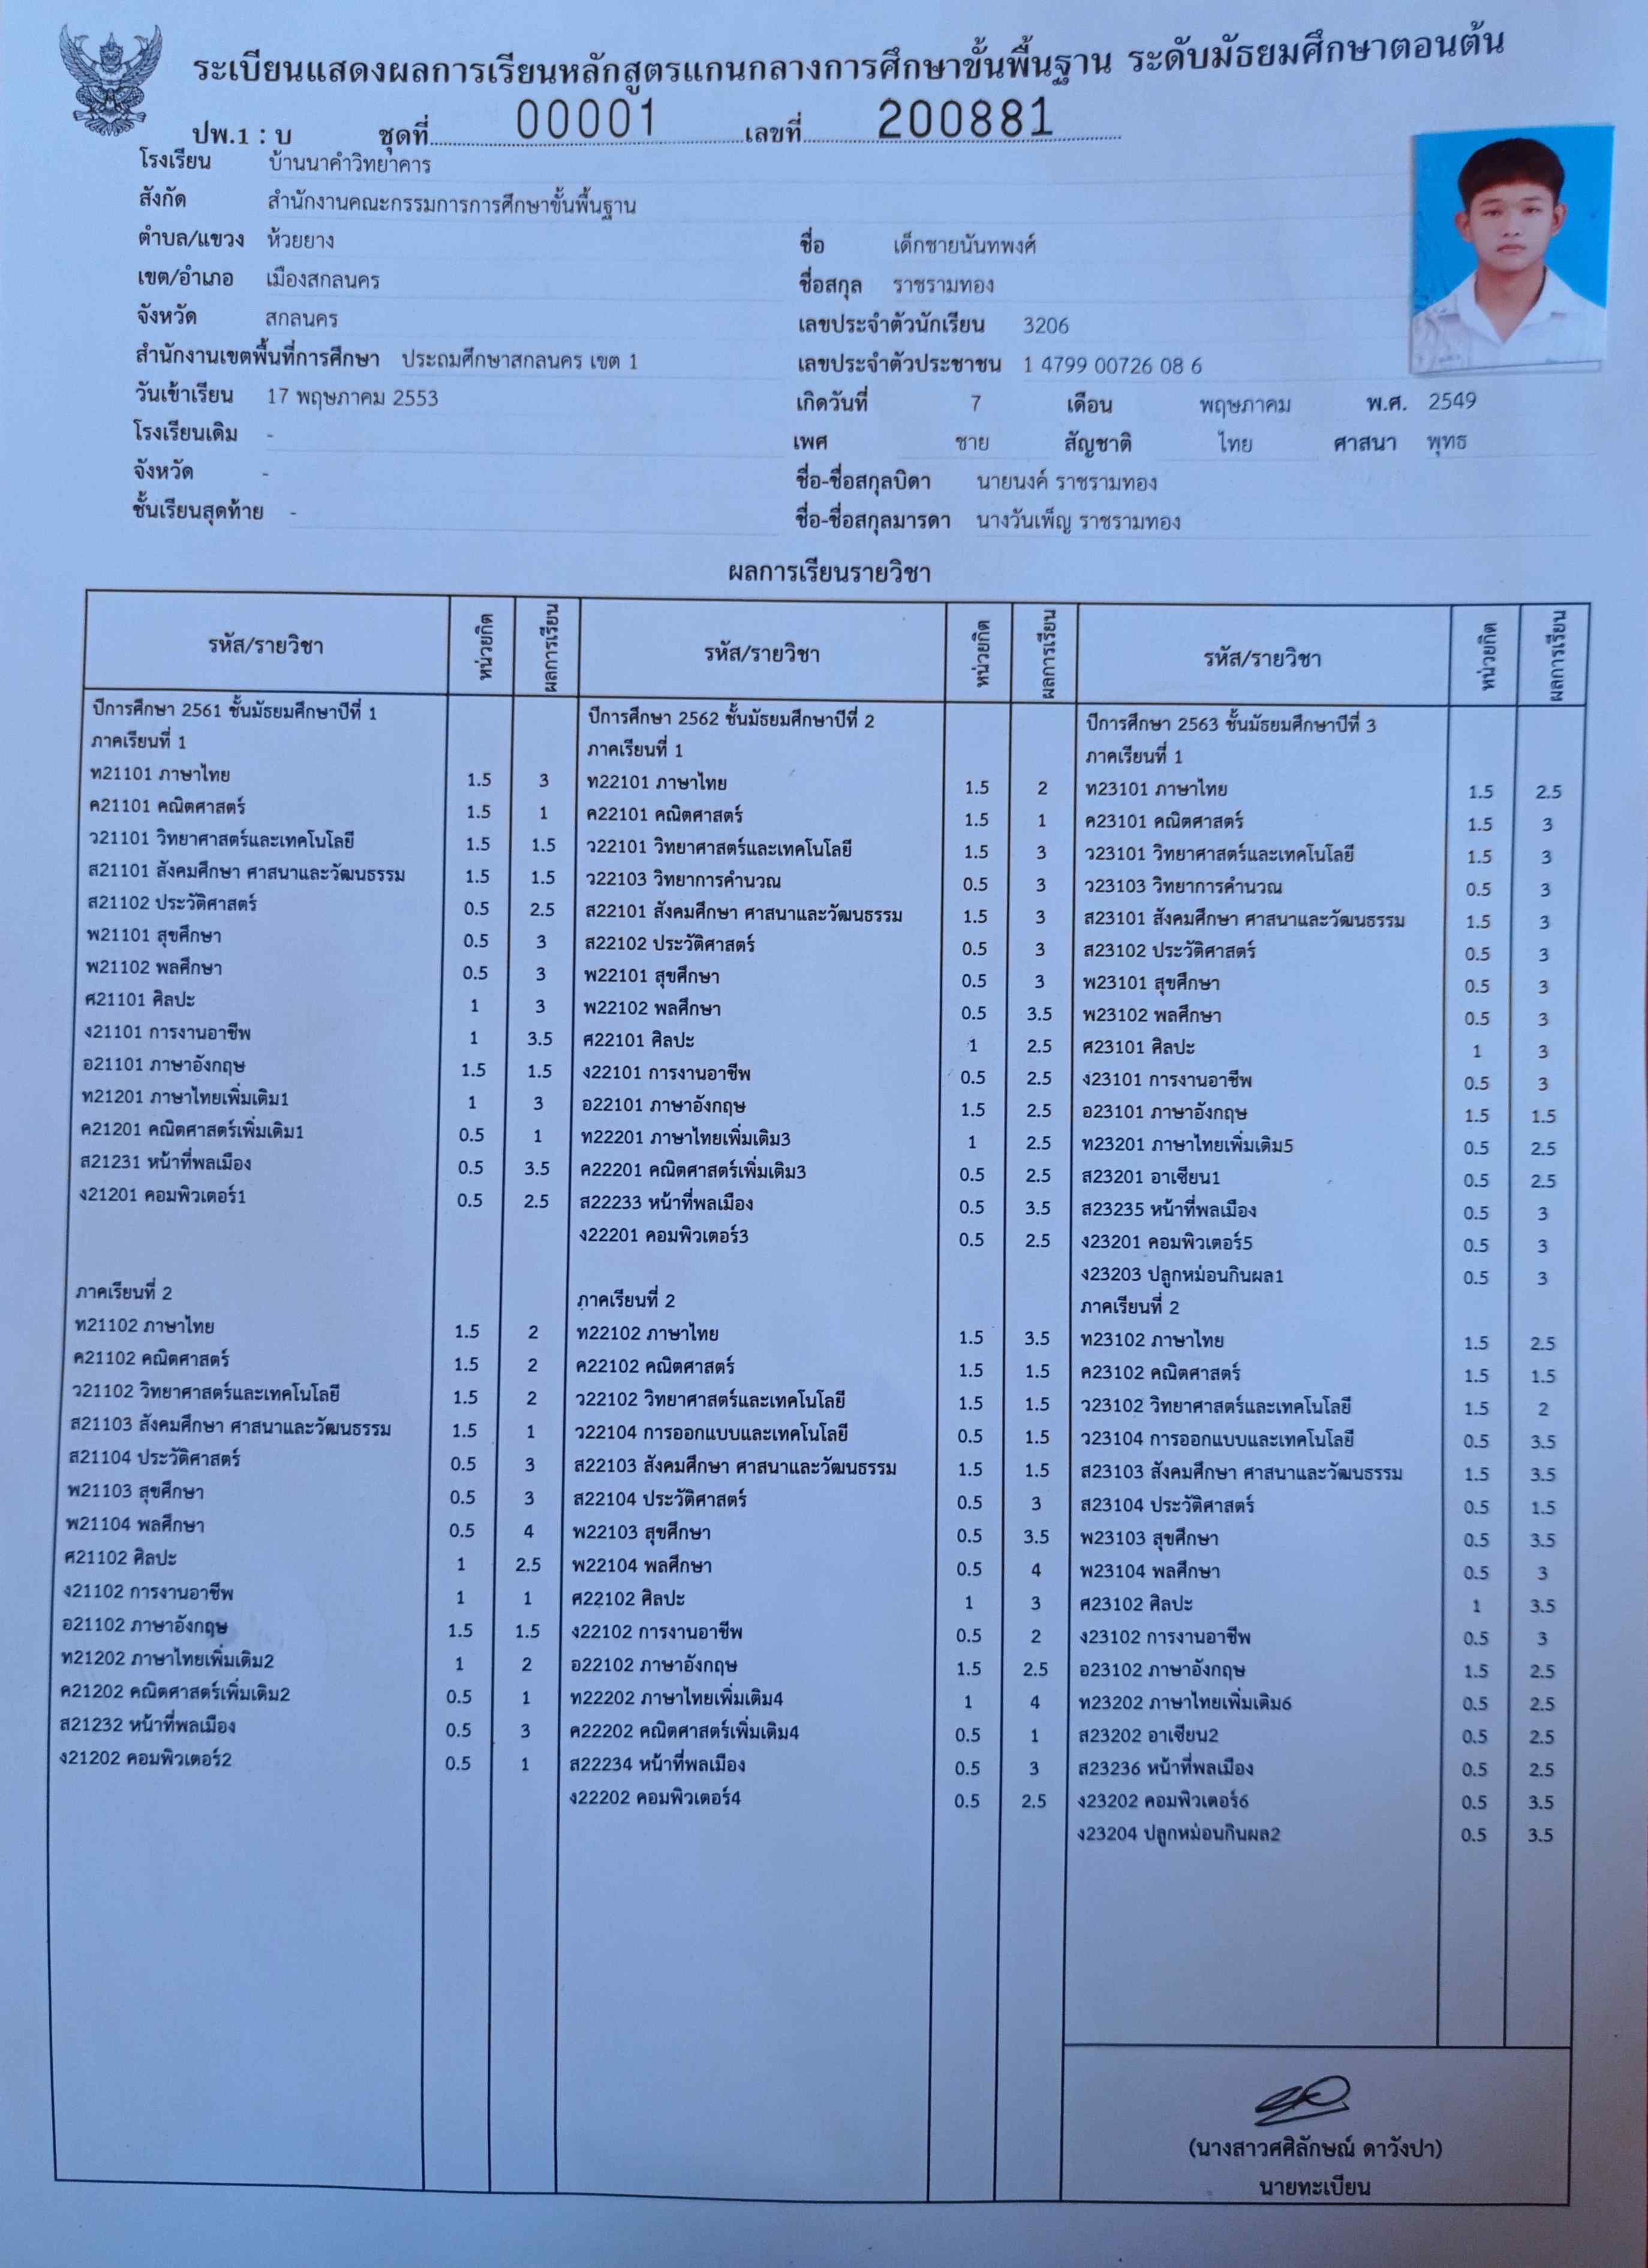 ระเบียนแสดงผลการเรียนหลักสูตรแกนกลางการศึกษาขั้นพื้นฐาน ระดับมัธยมศึกษาตอนต้น
ปพ.1 : บ ชุดที่ 00001 เลขที่ 200881
โรงเรียน บ้านนาคำวิทยาคาร
สังกัด สำนักงานคณะกรรมการการศึกษาขั้นพื้นฐาน
ตำบล/แขวง ห้วยยาง
เขต/อำเภอ เมืองสกลนคร
จังหวัด สกลนคร
สำนักงานเขตพื้นที่การศึกษา ประถมศึกษาสกลนคร เขต 1
วันเข้าเรียน 17 พฤษภาคม 2553
โรงเรียนเดิม -
จังหวัด -
ชั้นเรียนสุดท้าย -
ชื่อ เด็กชายนันทพงศ์
ชื่อสกุล ราชรามทอง
เลขประจำตัวนักเรียน 3206
เลขประจำตัวประชาชน 1 4799 00726 08 6
เกิดวันที่ 7 เดือน พฤษภาคม พ.ศ. 2549
เพศ ชาย สัญชาติ ไทย ศาสนา พุทธ
ชื่อ-ชื่อสกุลบิดา นายนงค์ ราชรามทอง
ชื่อ-ชื่อสกุลมารดา นางวันเพ็ญ ราชรามทอง
ผลการเรียนรายวิชา
รหัส/รายวิชา หน่วยกิต ผลการเรียน
ปีการศึกษา 2561 ชั้นมัธยมศึกษาปีที่ 1
ภาคเรียนที่ 1
ท21101 ภาษาไทย 1.5 3
ค21101 คณิตศาสตร์ 1.5 1
ว21101 วิทยาศาสตร์และเทคโนโลยี 1.5 1.5
ส21101 สังคมศึกษา ศาสนาและวัฒนธรรม 1.5 1.5
ส21102 ประวัติศาสตร์ 0.5 2.5
พ21101 สุขศึกษา 0.5 3
พ21102 พลศึกษา 0.5 3
ศ21101 ศิลปะ 1 3
ง21101 การงานอาชีพ 1 3.5
อ21101 ภาษาอังกฤษ 1.5 1.5
ท21201 ภาษาไทยเพิ่มเติม1 1 3
ค21201 คณิตศาสตร์เพิ่มเติม1 0.5 1
ส21231 หน้าที่พลเมือง 0.5 3.5
ง21201 คอมพิวเตอร์1 0.5 2.5
ภาคเรียนที่ 2
ท21102 ภาษาไทย 1.5 2
ค21102 คณิตศาสตร์ 1.5 2
ว21102 วิทยาศาสตร์และเทคโนโลยี 1.5 2
ส21103 สังคมศึกษา ศาสนาและวัฒนธรรม 1.5 1
ส21104 ประวัติศาสตร์ 0.5 3
พ21103 สุขศึกษา 0.5 3
พ21104 พลศึกษา 0.5 4
ศ21102 ศิลปะ 1 2.5
ง21102 การงานอาชีพ 1 1
อ21102 ภาษาอังกฤษ 1.5 1.5
ท21202 ภาษาไทยเพิ่มเติม2 1 2
ค21202 คณิตศาสตร์เพิ่มเติม2 0.5 1
ส21232 หน้าที่พลเมือง 0.5 3
ง21202 คอมพิวเตอร์2 0.5 1
รหัส/รายวิชา หน่วยกิต ผลการเรียน
ปีการศึกษา 2562 ชั้นมัธยมศึกษาปีที่ 2
ภาคเรียนที่ 1
ท22101 ภาษาไทย 1.5 2
ค22101 คณิตศาสตร์ 1.5 1
ว22101 วิทยาศาสตร์และเทคโนโลยี 1.5 3
ว22103 วิทยาการคำนวณ 0.5 3
ส22101 สังคมศึกษา ศาสนาและวัฒนธรรม 1.5 3
ส22102 ประวัติศาสตร์ 0.5 3
พ22101 สุขศึกษา 0.5 3
พ22102 พลศึกษา 0.5 3.5
ศ22101 ศิลปะ 1 2.5
ง22101 การงานอาชีพ 0.5 2.5
อ22101 ภาษาอังกฤษ 1.5 2.5
ท22201 ภาษาไทยเพิ่มเติม3 1 2.5
ค22201 คณิตศาสตร์เพิ่มเติม3 0.5 2.5
ส22233 หน้าที่พลเมือง 0.5 3.5
ง22201 คอมพิวเตอร์3 0.5 2.5
ภาคเรียนที่ 2
ท22102 ภาษาไทย 1.5 3.5
ค22102 คณิตศาสตร์ 1.5 1.5
ว22102 วิทยาศาสตร์และเทคโนโลยี 1.5 1.5
ว22104 การออกแบบและเทคโนโลยี 0.5 1.5
ส22103 สังคมศึกษา ศาสนาและวัฒนธรรม 1.5 1.5
ส22104 ประวัติศาสตร์ 0.5 3
พ22103 สุขศึกษา 0.5 3.5
พ22104 พลศึกษา 0.5 4
ศ22102 ศิลปะ 1 3
ง22102 การงานอาชีพ 0.5 2
อ22102 ภาษาอังกฤษ 1.5 2.5
ท22202 ภาษาไทยเพิ่มเติม4 1 4
ค22202 คณิตศาสตร์เพิ่มเติม4 0.5 1
ส22234 หน้าที่พลเมือง 0.5 3
ง22202 คอมพิวเตอร์4 0.5 2.5
รหัส/รายวิชา หน่วยกิต ผลการเรียน
ปีการศึกษา 2563 ชั้นมัธยมศึกษาปีที่ 3
ภาคเรียนที่ 1
ท23101 ภาษาไทย 1.5 2.5
ค23101 คณิตศาสตร์ 1.5 3
ว23101 วิทยาศาสตร์และเทคโนโลยี 1.5 3
ว23103 วิทยาการคำนวณ 0.5 3
ส23101 สังคมศึกษา ศาสนาและวัฒนธรรม 1.5 3
ส23102 ประวัติศาสตร์ 0.5 3
พ23101 สุขศึกษา 0.5 3
พ23102 พลศึกษา 0.5 3
ศ23101 ศิลปะ 1 3
ง23101 การงานอาชีพ 0.5 3
อ23101 ภาษาอังกฤษ 1.5 1.5
ท23201 ภาษาไทยเพิ่มเติม5 0.5 2.5
ส23201 อาเซียน1 0.5 2.5
ส23235 หน้าที่พลเมือง 0.5 3
ง23201 คอมพิวเตอร์5 0.5 3
ง23203 ปลูกหม่อนกินผล1 0.5 3
ภาคเรียนที่ 2
ท23102 ภาษาไทย 1.5 2.5
ค23102 คณิตศาสตร์ 1.5 1.5
ว23102 วิทยาศาสตร์และเทคโนโลยี 1.5 2
ว23104 การออกแบบและเทคโนโลยี 0.5 3.5
ส23103 สังคมศึกษา ศาสนาและวัฒนธรรม 1.5 3.5
ส23104 ประวัติศาสตร์ 0.5 1.5
พ23103 สุขศึกษา 0.5 3.5
พ23104 พลศึกษา 0.5 3
ศ23102 ศิลปะ 1 3.5
ง23102 การงานอาชีพ 0.5 3
อ23102 ภาษาอังกฤษ 1.5 2.5
ท23202 ภาษาไทยเพิ่มเติม6 0.5 2.5
ส23202 อาเซียน2 0.5 2.5
ส23236 หน้าที่พลเมือง 0.5 2.5
ง23202 คอมพิวเตอร์6 0.5 3.5
ง23204 ปลูกหม่อนกินผล2 0.5 3.5
(นางสาวศศิลักษณ์ ดาวังปา)
นายทะเบียน